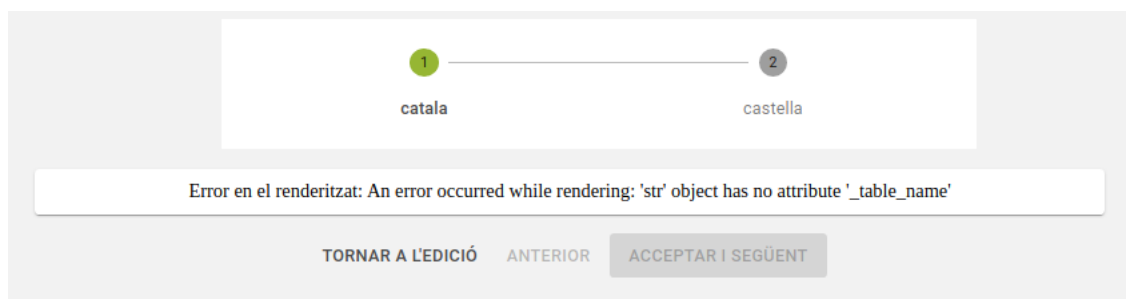 1
2
catala
castella
Error en el renderitzat: An error occurred while rendering: 'str' object has no attribute '_table_name'
TORNAR A L'EDICIÓ ANTERIOR ACCEPTAR I SEGÜENT